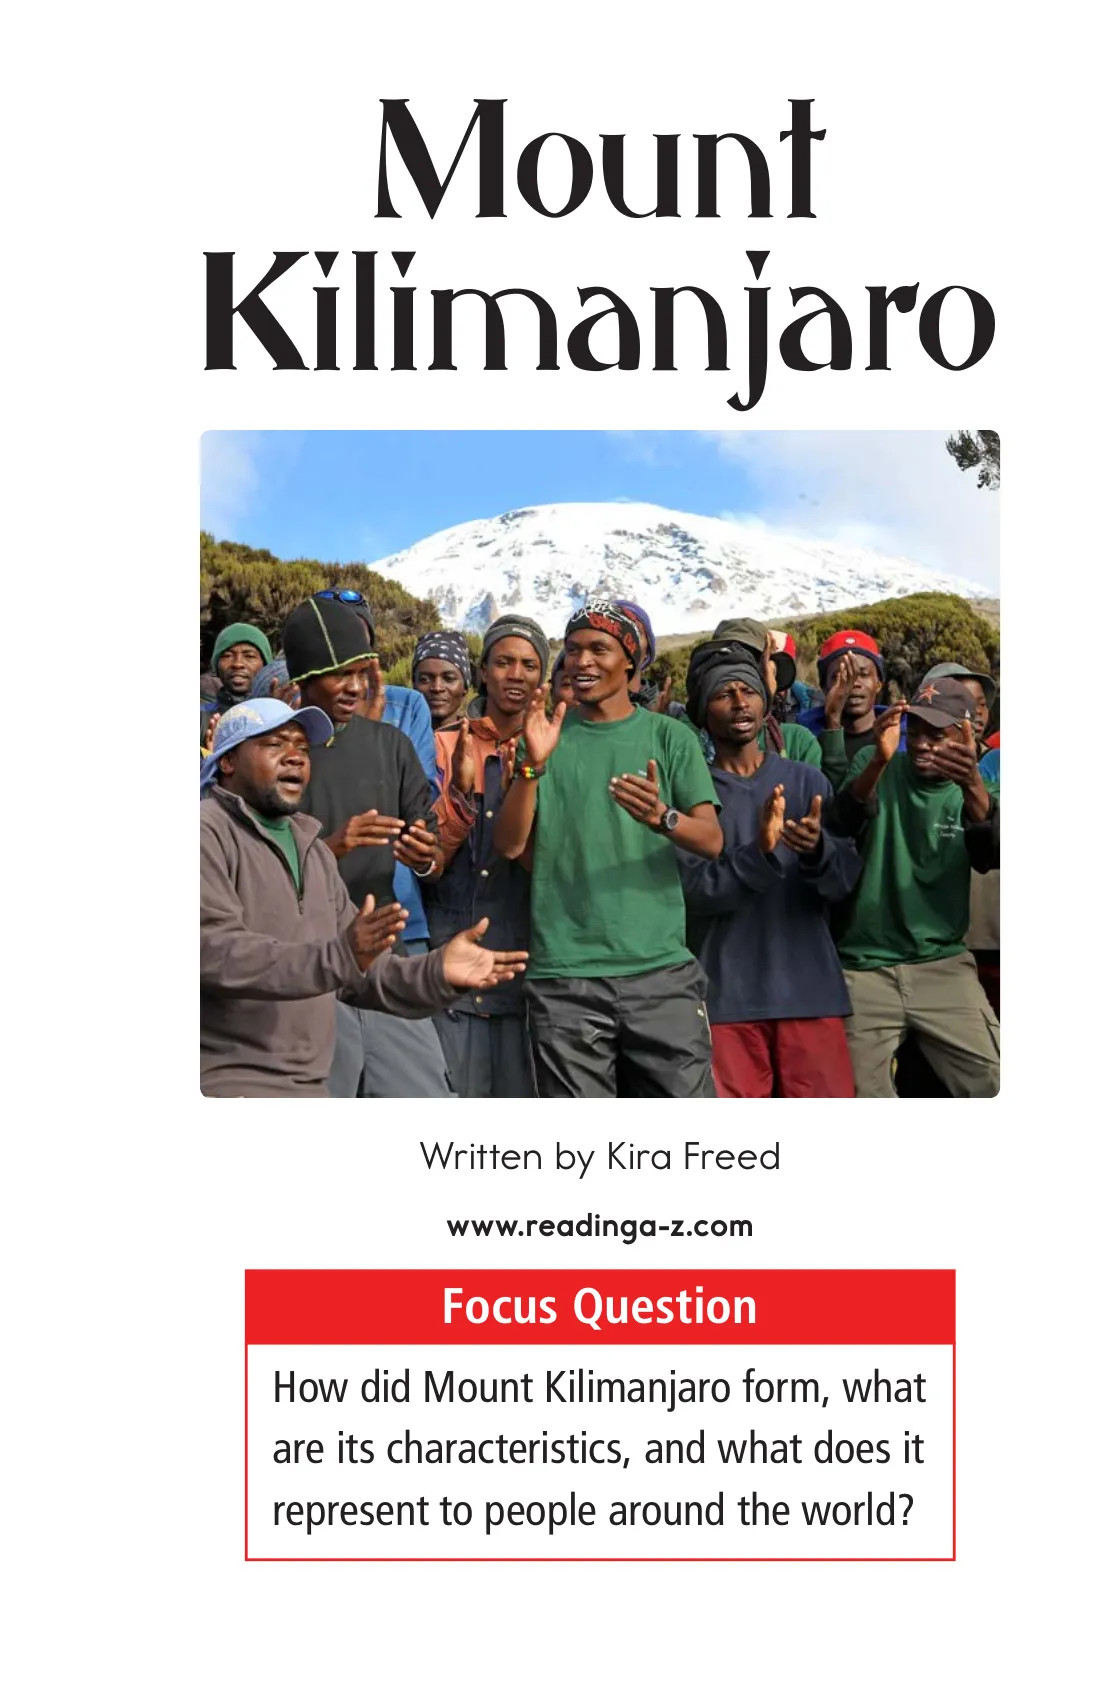 Mount
Kilimanjaro
Written by Kira Freed
www.readinga-z.com
Focus Question
How did Mount Kilimanjaro form, what
are its characteristics, and what does it
represent to people around the world?